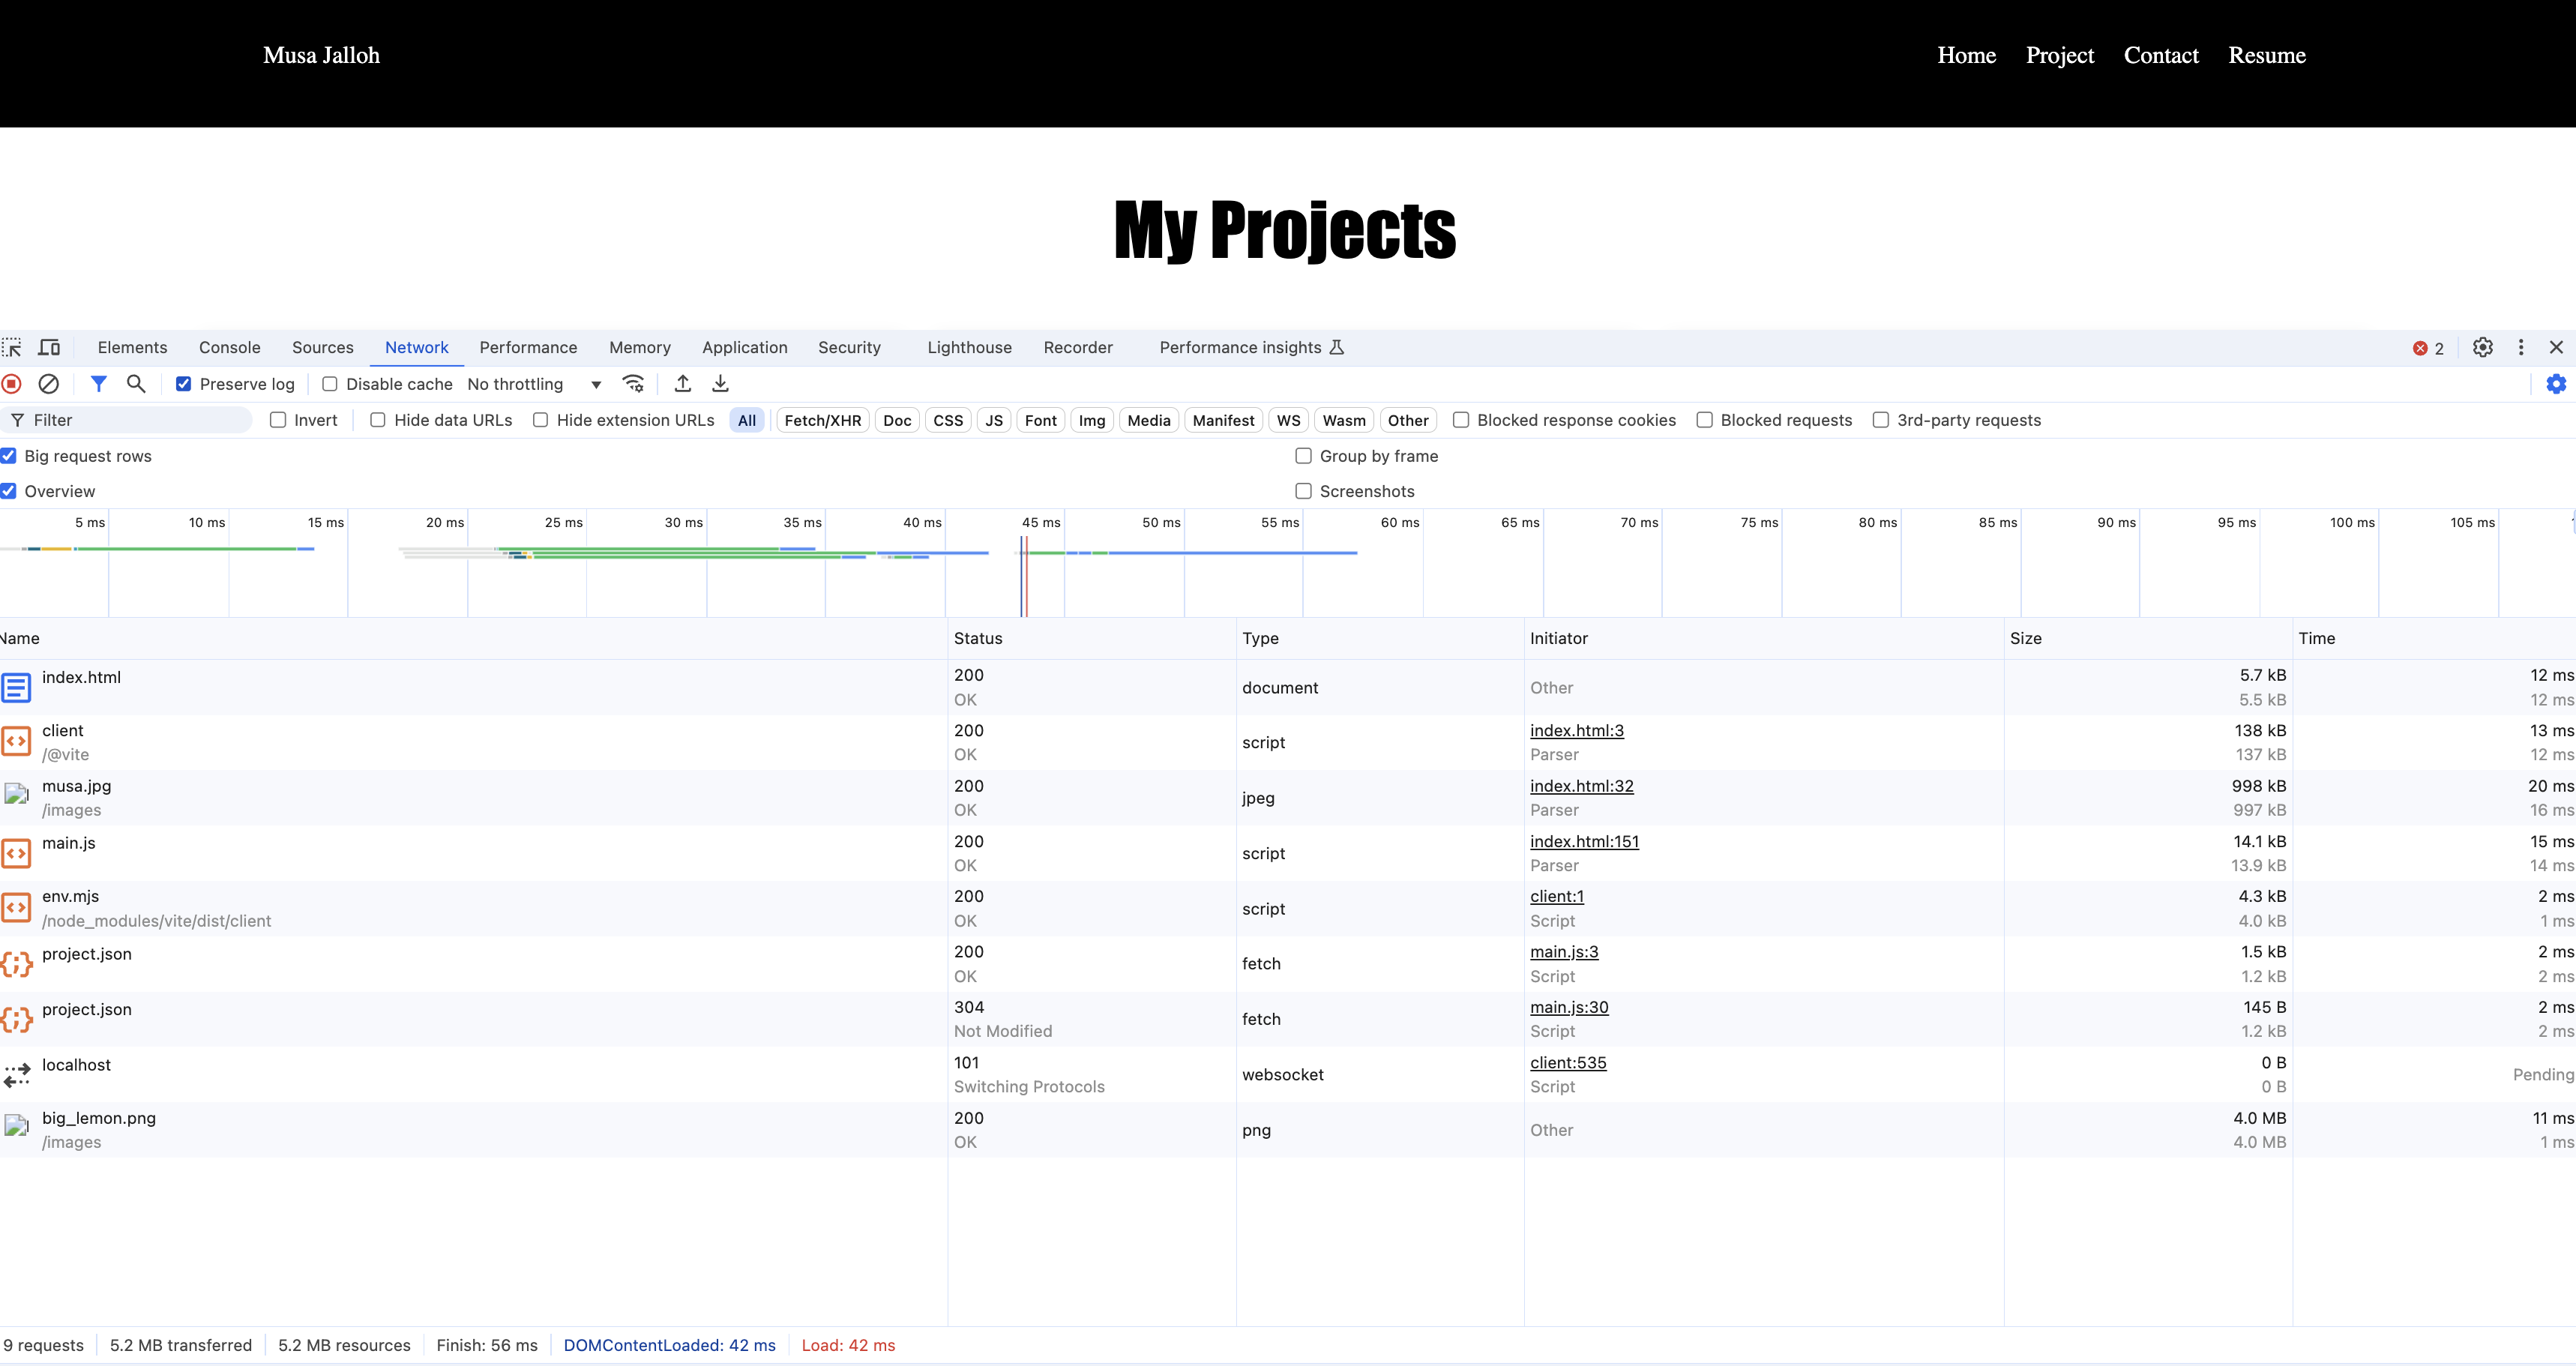 Musa Jalloh Home Project Contact Resume
My Projects
Elements Console Sources Network Performance Memory Application Security Lighthouse Recorder Performance insights 2
Preserve log Disable cache No throttling
Filter Invert Hide data URLs Hide extension URLs All Fetch/XHR Doc CSS JS Font Img Media Manifest WS Wasm Other Blocked response cookies Blocked requests 3rd-party requests
Big request rows Group by frame
Overview Screenshots
5 ms 10 ms 15 ms 20 ms 25 ms 30 ms 35 ms 40 ms 45 ms 50 ms 55 ms 60 ms 65 ms 70 ms 75 ms 80 ms 85 ms 90 ms 95 ms 100 ms 105 ms
Name Status Type Initiator Size Time
index.html 200 document Other 5.7 kB 12 ms
OK 5.5 kB 12 ms
client 200 script index.html:3 138 kB 13 ms
/@vite OK Parser 137 kB 12 ms
musa.jpg 200 jpeg index.html:32 998 kB 20 ms
/images OK Parser 997 kB 16 ms
main.js 200 script index.html:151 14.1 kB 15 ms
OK Parser 13.9 kB 14 ms
env.mjs 200 script client:1 4.3 kB 2 ms
/node_modules/vite/dist/client OK Script 4.0 kB 1 ms
project.json 200 fetch main.js:3 1.5 kB 2 ms
OK Script 1.2 kB 2 ms
project.json 304 fetch main.js:30 145 B 2 ms
Not Modified Script 1.2 kB 2 ms
localhost 101 websocket client:535 0 B Pending
Switching Protocols Script 0 B
big_lemon.png 200 png Other 4.0 MB 11 ms
/images OK 4.0 MB 1 ms
9 requests 5.2 MB transferred 5.2 MB resources Finish: 56 ms DOMContentLoaded: 42 ms Load: 42 ms